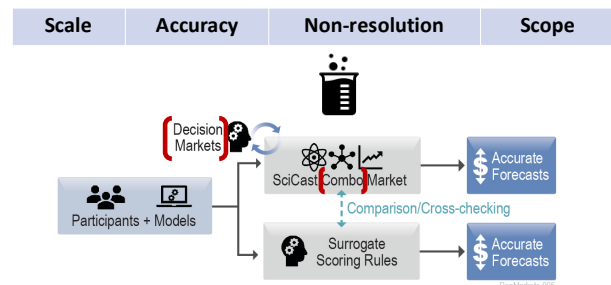 Scale Accuracy Non-resolution Scope
Decision
Markets
SciCast Combo Market
Accurate
Forecasts
Participants + Models
Comparison/Cross-checking
Surrogate
Scoring Rules
Accurate
Forecasts